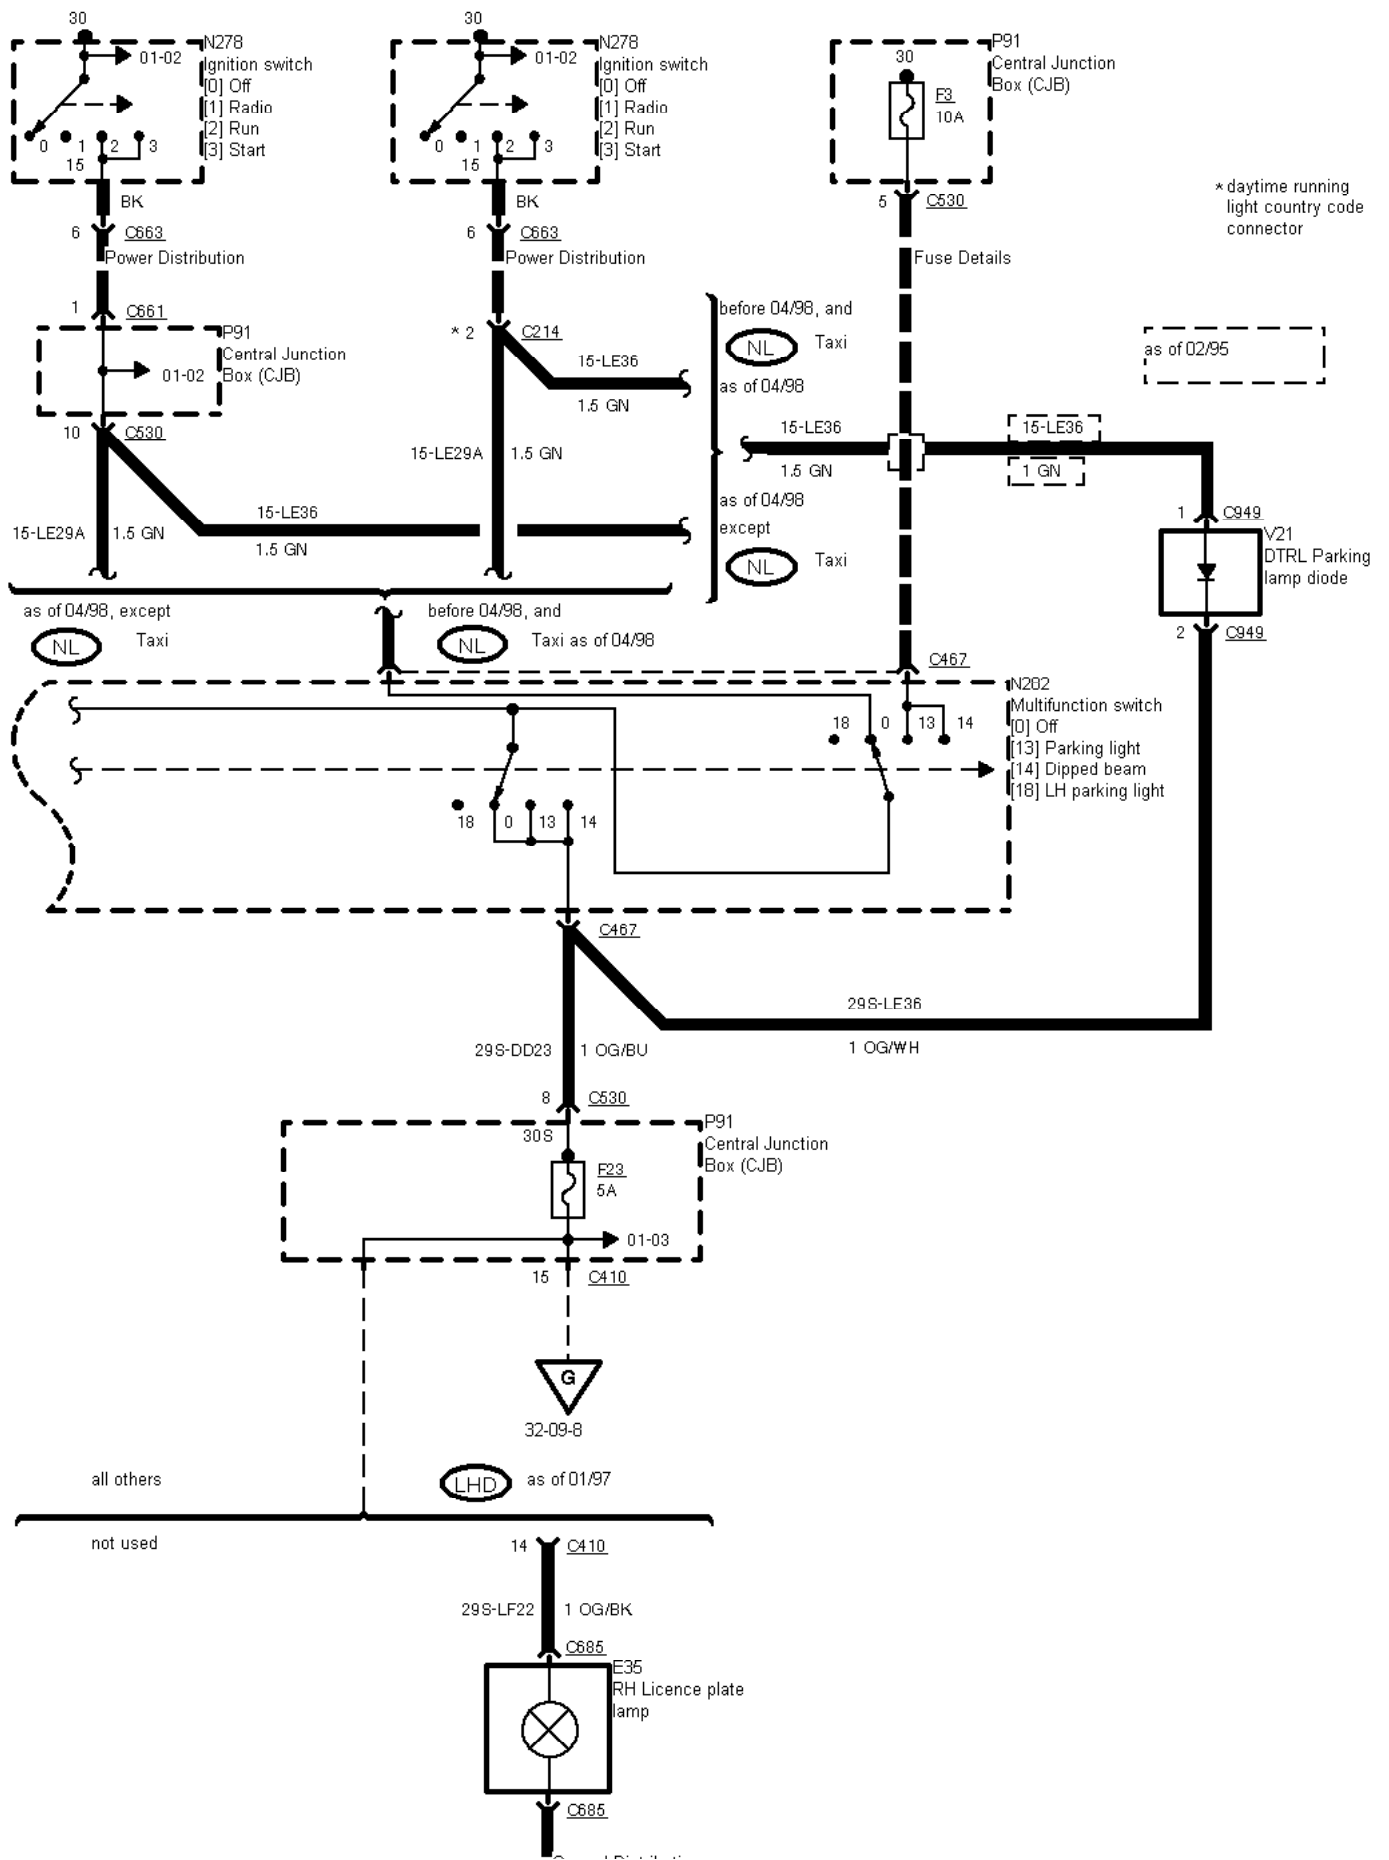 30
N278
Ignition switch
[0] Off
[1] Radio
[2] Run
[3] Start
01-02
0 1 2 3
15
BK
6 C663
Power Distribution
1 C661
P91
Central Junction
Box (CJB)
01-02
10 C530
15-LE29A 1.5 GN
15-LE36
1.5 GN
30
N278
Ignition switch
[0] Off
[1] Radio
[2] Run
[3] Start
01-02
0 1 2 3
15
BK
6 C663
Power Distribution
* 2 C214
15-LE36
1.5 GN
15-LE29A 1.5 GN
P91
Central Junction
Box (CJB)
30
F3
10A
5 C530
Fuse Details
* daytime running
light country code
connector
before 04/98, and
NL Taxi
as of 04/98
15-LE36
1.5 GN
as of 04/98
except
NL Taxi
as of 02/95
15-LE36
1 GN
1 C949
V21
DTRL Parking
lamp diode
2 C949
as of 04/98, except
NL Taxi
before 04/98, and
NL Taxi as of 04/98
C467
N202
Multifunction switch
[0] Off
[13] Parking light
[14] Dipped beam
[18] LH parking light
18 0 13 14
18 0 13 14
C467
29S-LE36
1 OG/WH
29S-DD23 1 OG/BU
8 C530
P91
Central Junction
Box (CJB)
30S
F23
5A
01-03
15 C410
G
32-09-8
all others
LHD as of 01/97
not used
14 C410
29S-LF22 1 OG/BK
C685
E35
RH Licence plate
lamp
C685